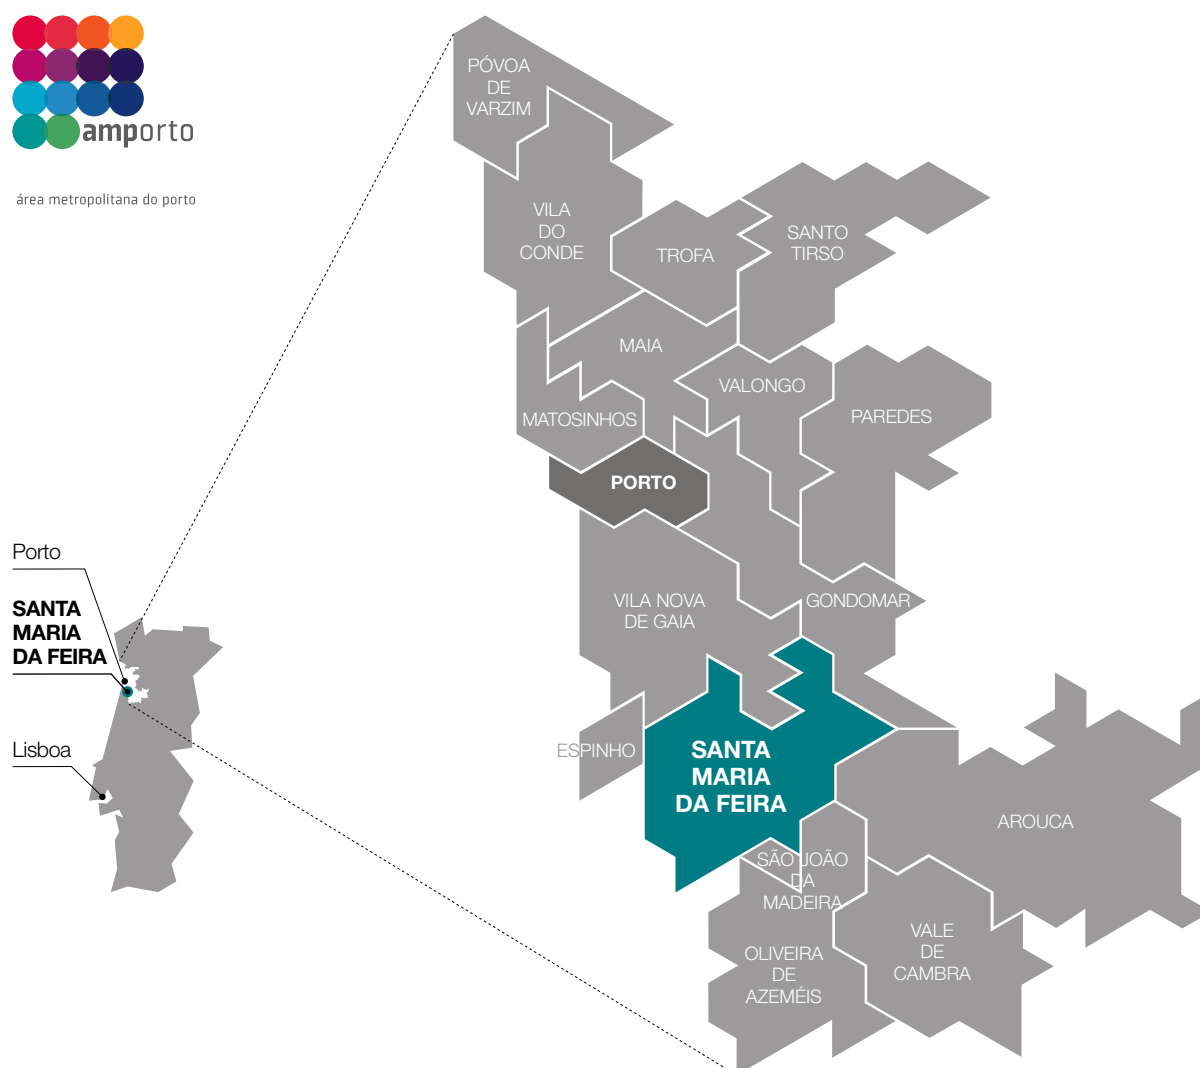 amporto
área metropolitana do porto
PÓVOA
DE
VARZIM
VILA
DO
CONDE
TROFA
SANTO
TIRSO
MAIA
VALONGO
MATOSINHOS
PAREDES
PORTO
VILA NOVA
DE GAIA
GONDOMAR
ESPINHO
SANTA
MARIA
DA FEIRA
AROUCA
SÃO JOÃO
DA
MADEIRA
OLIVEIRA
DE
AZEMÉIS
VALE
DE
CAMBRA
Porto
SANTA
MARIA
DA FEIRA
Lisboa